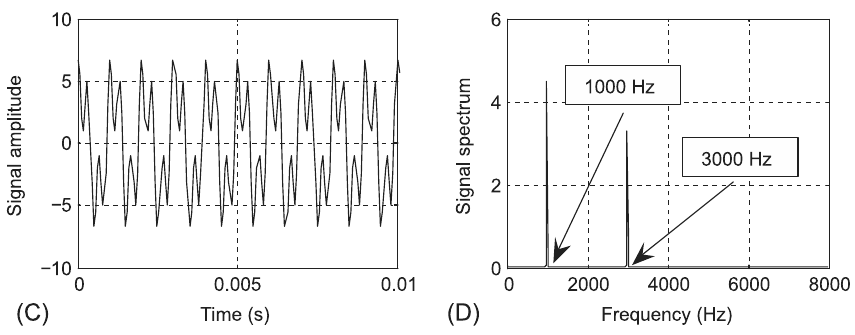 10
5
0
−5
−10
Signal amplitude
0
0.005
0.01
Time (s)
(C)
6
4
2
0
Signal spectrum
1000 Hz
3000 Hz
0
2000
4000
6000
8000
Frequency (Hz)
(D)